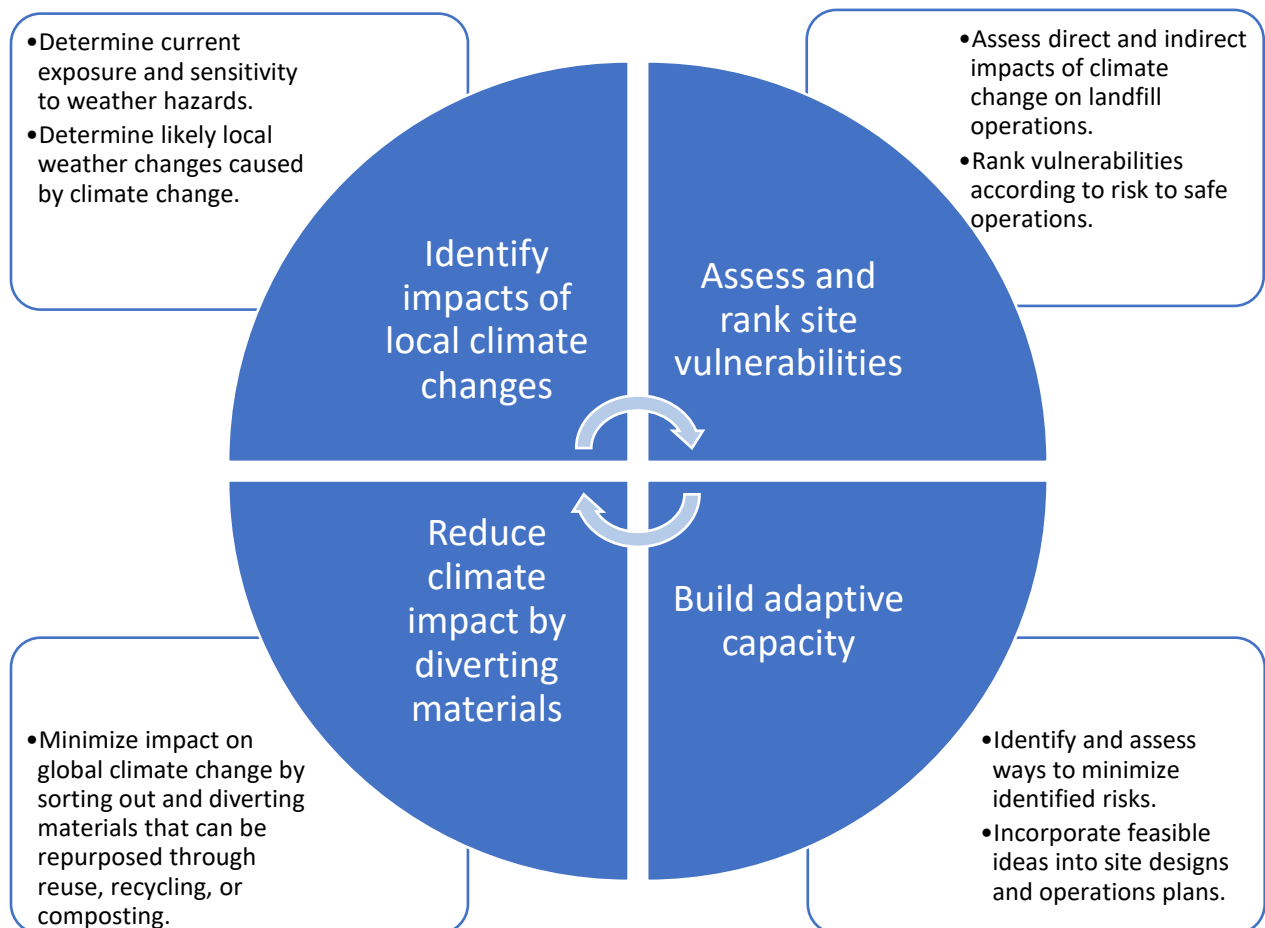 •Determine current
exposure and sensitivity
to weather hazards.
•Determine likely local
weather changes caused
by climate change.
•Assess direct and indirect
impacts of climate
change on landfill
operations.
•Rank vulnerabilities
according to risk to safe
operations.
Identify
impacts of
local climate
changes
Assess and
rank site
vulnerabilities
Reduce
climate
impact by
diverting
materials
Build adaptive
capacity
•Minimize impact on
global climate change by
sorting out and diverting
materials that can be
repurposed through
reuse, recycling, or
composting.
•Identify and assess
ways to minimize
identified risks.
•Incorporate feasible
ideas into site designs
and operations plans.